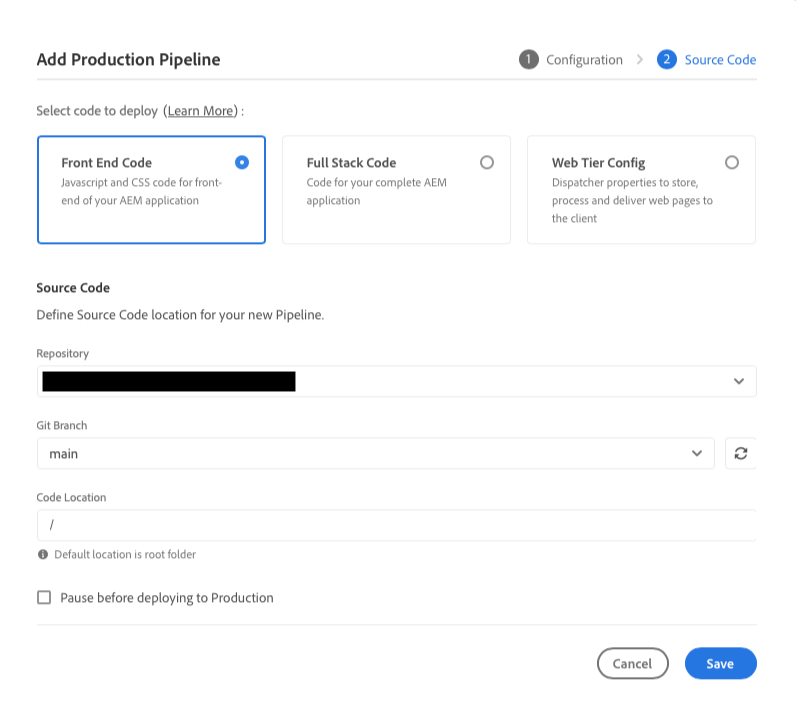 Add Production Pipeline
1 Configuration > 2 Source Code
Select code to deploy (Learn More) :
Front End Code
Javascript and CSS code for front-
end of your AEM application
Full Stack Code
Code for your complete AEM
application
Web Tier Config
Dispatcher properties to store,
process and deliver web pages to
the client
Source Code
Define Source Code location for your new Pipeline.
Repository
Git Branch
main
Code Location
/
Default location is root folder
Pause before deploying to Production
Cancel
Save